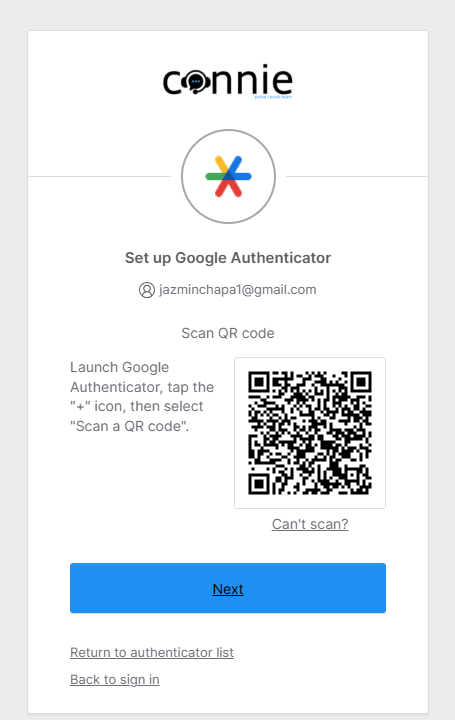 connie
Set up Google Authenticator
jazminchapa1@gmail.com
Scan QR code
Launch Google
Authenticator, tap the
"+" icon, then select
"Scan a QR code".
Can't scan?
Next
Return to authenticator list
Back to sign in